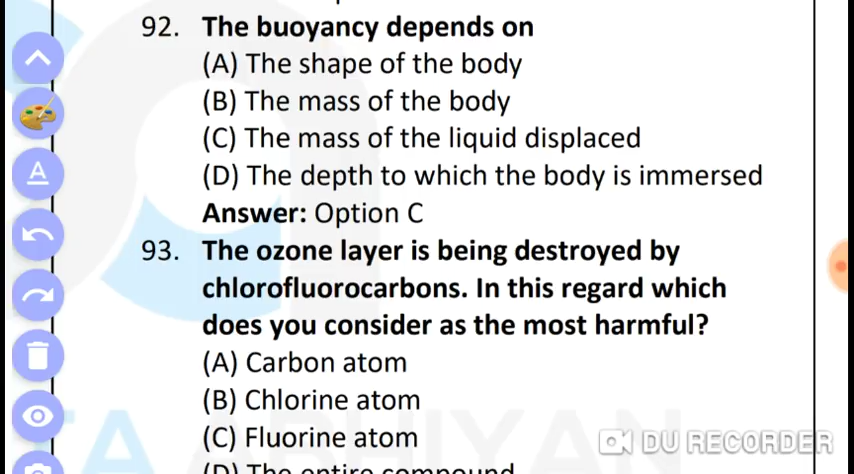 92. The buoyancy depends on
(A) The shape of the body
(B) The mass of the body
(C) The mass of the liquid displaced
(D) The depth to which the body is immersed
Answer: Option C
93. The ozone layer is being destroyed by
chlorofluorocarbons. In this regard which
does you consider as the most harmful?
(A) Carbon atom
(B) Chlorine atom
(C) Fluorine atom
(D) The entire compound
A
DU RECORDER